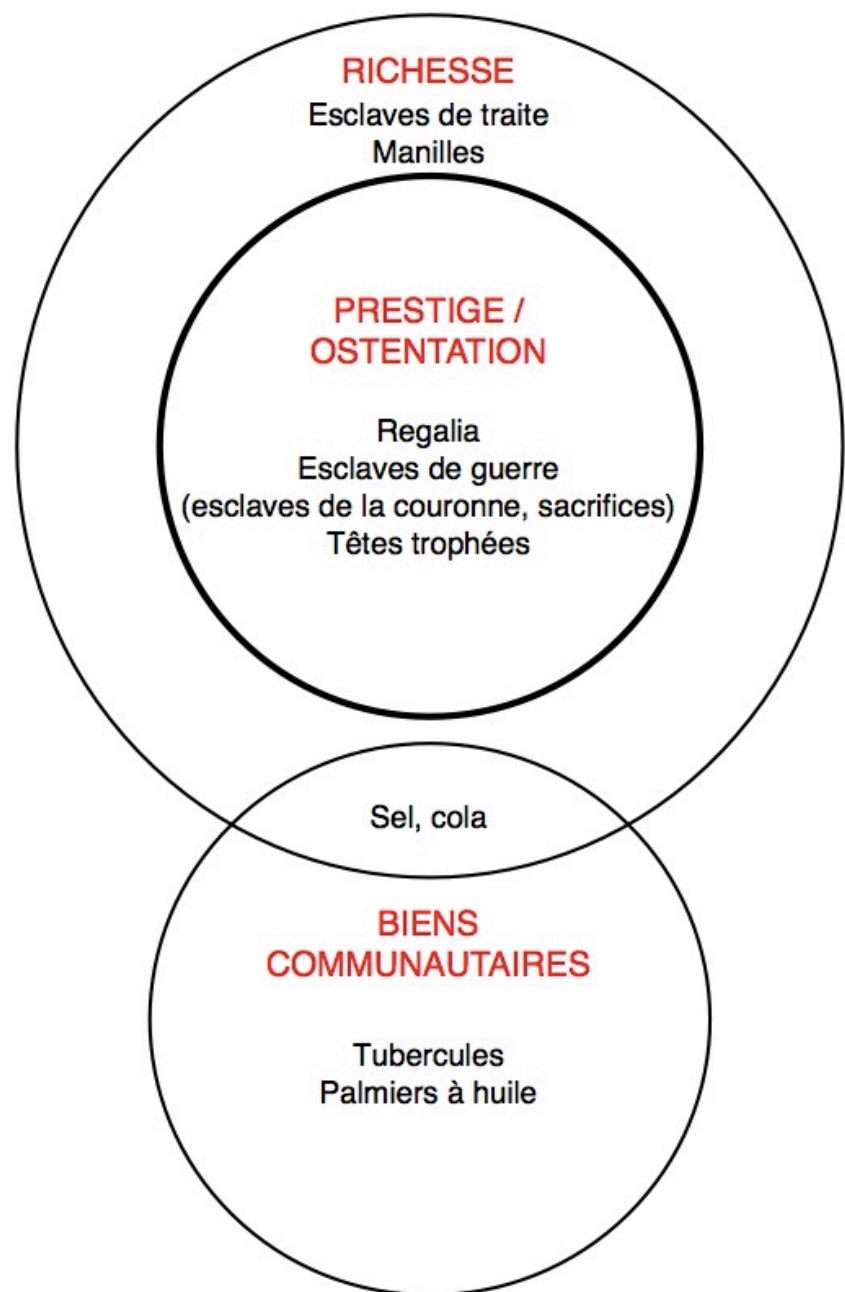 RICHESSE
Esclaves de traite
Manilles
PRESTIGE /
OSTENTATION
Regalia
Esclaves de guerre
(esclaves de la couronne, sacrifices)
Têtes trophées
Sel, cola
BIENS
COMMUNAUTAIRES
Tubercules
Palmiers à huile